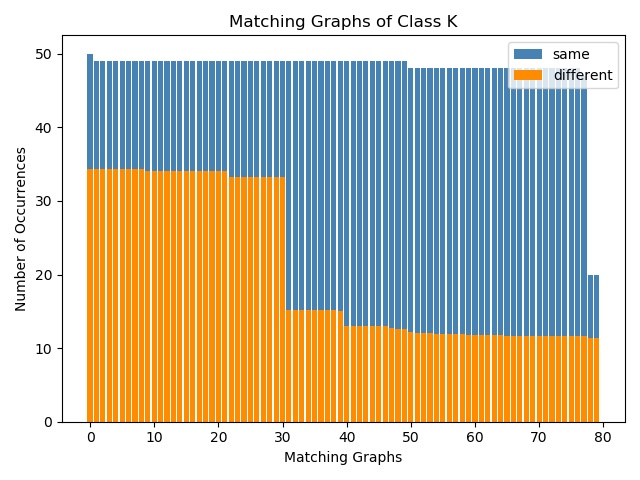 Matching Graphs of Class K
same
different
Number of Occurrences
50
40
30
20
10
0
0 10 20 30 40 50 60 70 80
Matching Graphs